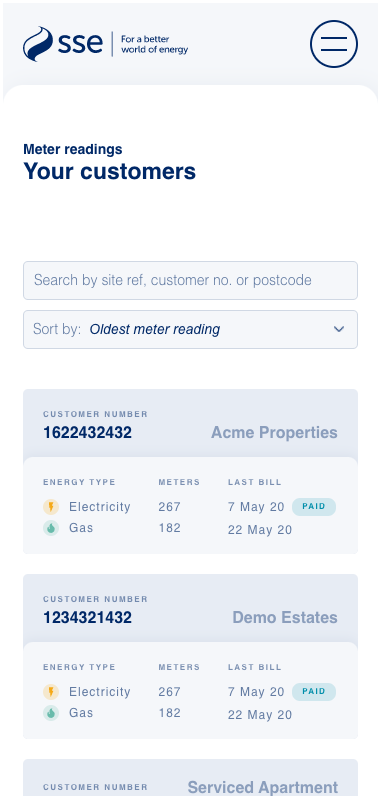 sse
For a better
world of energy
Meter readings
Your customers
Search by site ref, customer no. or postcode
Sort by: Oldest meter reading
CUSTOMER NUMBER
1622432432 Acme Properties
ENERGY TYPE METERS LAST BILL
Electricity 267 7 May 20 PAID
Gas 182 22 May 20
CUSTOMER NUMBER
1234321432 Demo Estates
ENERGY TYPE METERS LAST BILL
Electricity 267 7 May 20 PAID
Gas 182 22 May 20
CUSTOMER NUMBER Serviced Apartment